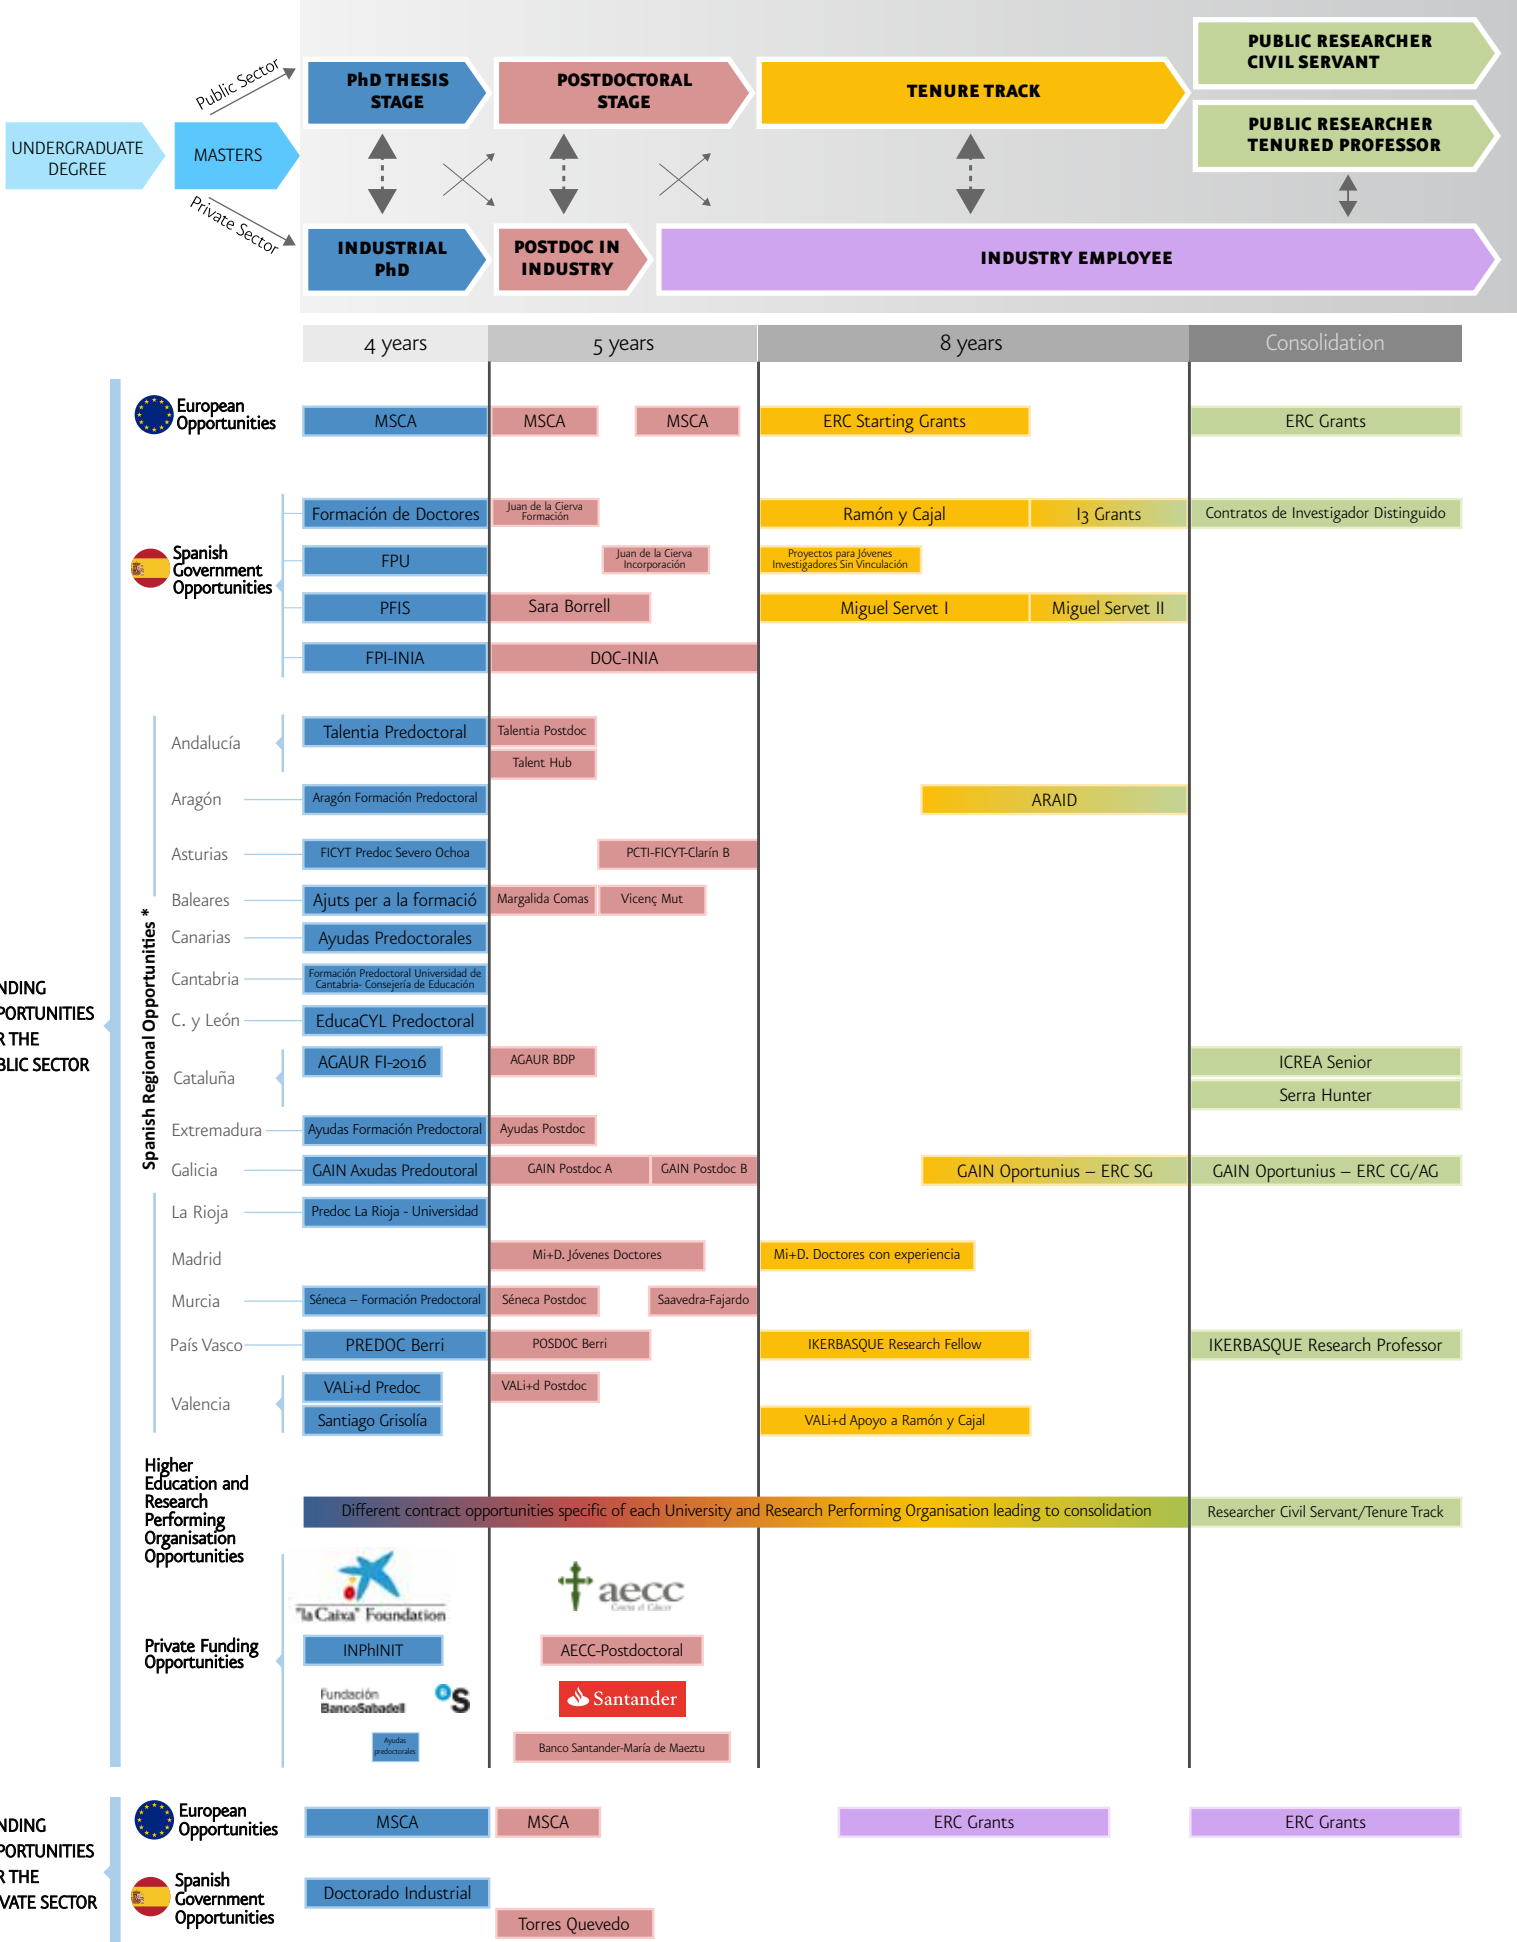 PUBLIC RESEARCHER
CIVIL SERVANT
Public Sector
PhD THESIS
STAGE
POSTDOCTORAL
STAGE
TENURE TRACK
PUBLIC RESEARCHER
TENURED PROFESSOR
UNDERGRADUATE
DEGREE
MASTERS
Private Sector
INDUSTRIAL
PhD
POSTDOC IN
INDUSTRY
INDUSTRY EMPLOYEE
4 years
5 years
8 years
Consolidation
European
Opportunities
MSCA
MSCA
MSCA
ERC Starting Grants
ERC Grants
Spanish
Government
Opportunities
Formación de Doctores
Juan de la Cierva
Formación
Ramón y Cajal
I3 Grants
Contratos de Investigador Distinguido
FPU
Juan de la Cierva
Incorporación
Proyectos para Jóvenes
Investigadores Sin Vinculación
PFIS
Sara Borrell
Miguel Servet I
Miguel Servet II
FPI-INIA
DOC-INIA
Spanish Regional Opportunities *
Andalucía
Talentia Predoctoral
Talentia Postdoc
Talent Hub
Aragón
Aragón Formación Predoctoral
ARAID
Asturias
FICYT Predoc Severo Ochoa
PCTI-FICYT-Clarín B
Baleares
Ajuts per a la formació
Margalida Comas
Vicenç Mut
Canarias
Ayudas Predoctorales
Cantabria
Formación Predoctoral Universidad de
Cantabria- Consejería de Educación
C. y León
EducaCYL Predoctoral
NDING
PORTUNITIES
R THE
BLIC SECTOR
Cataluña
AGAUR FI-2016
AGAUR BDP
ICREA Senior
Serra Hunter
Extremadura
Ayudas Formación Predoctoral
Ayudas Postdoc
Galicia
GAIN Axudas Predoutoral
GAIN Postdoc A
GAIN Postdoc B
GAIN Oportunius – ERC SG
GAIN Oportunius – ERC CG/AG
La Rioja
Predoc La Rioja - Universidad
Madrid
Mi+D. Jóvenes Doctores
Mi+D. Doctores con experiencia
Murcia
Séneca – Formación Predoctoral
Séneca Postdoc
Saavedra-Fajardo
País Vasco
PREDOC Berri
POSDOC Berri
IKERBASQUE Research Fellow
IKERBASQUE Research Professor
Valencia
VALi+d Predoc
VALi+d Postdoc
Santiago Grisolía
VALi+d Apoyo a Ramón y Cajal
Higher
Education and
Research
Performing
Organisation
Opportunities
Different contract opportunities specific of each University and Research Performing Organisation leading to consolidation
Researcher Civil Servant/Tenure Track
"la Caixa" Foundation
aecc
Contra el Cáncer
Private Funding
Opportunities
INPhINIT
AECC-Postdoctoral
Fundación
BancoSabadell
BS
Santander
Ayudas
predoctorales
Banco Santander-María de Maeztu
European
Opportunities
MSCA
MSCA
ERC Grants
ERC Grants
NDING
PORTUNITIES
R THE
VATE SECTOR
Spanish
Government
Opportunities
Doctorado Industrial
Torres Quevedo